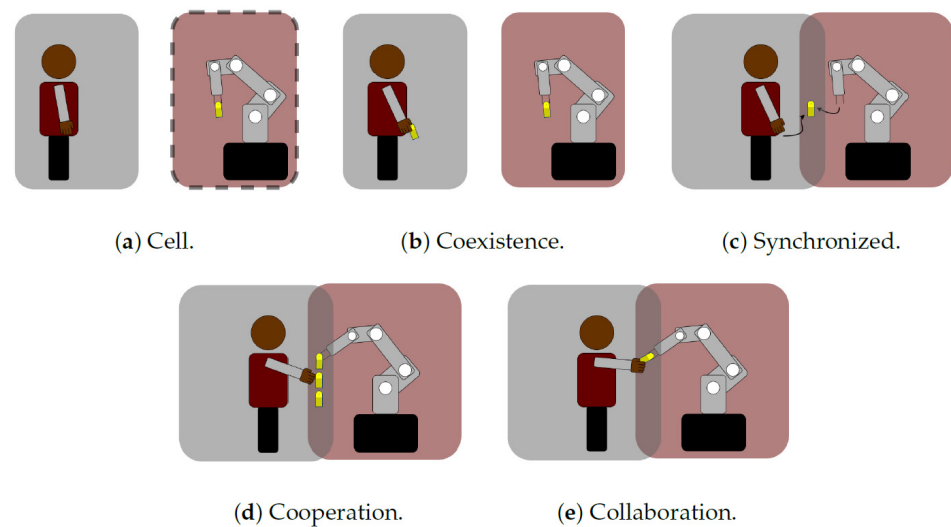 (a) Cell.
(b) Coexistence.
(c) Synchronized.
(d) Cooperation.
(e) Collaboration.